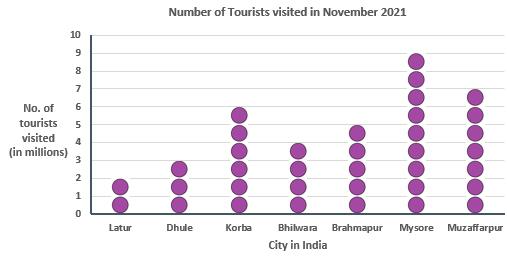 Number of Tourists visited in November 2021
10
9
8
7
6
5
4
3
2
1
0
No. of
tourists
visited
(in millions)
Latur Dhule Korba Bhilwara Brahmapur Mysore Muzaffarpur
City in India